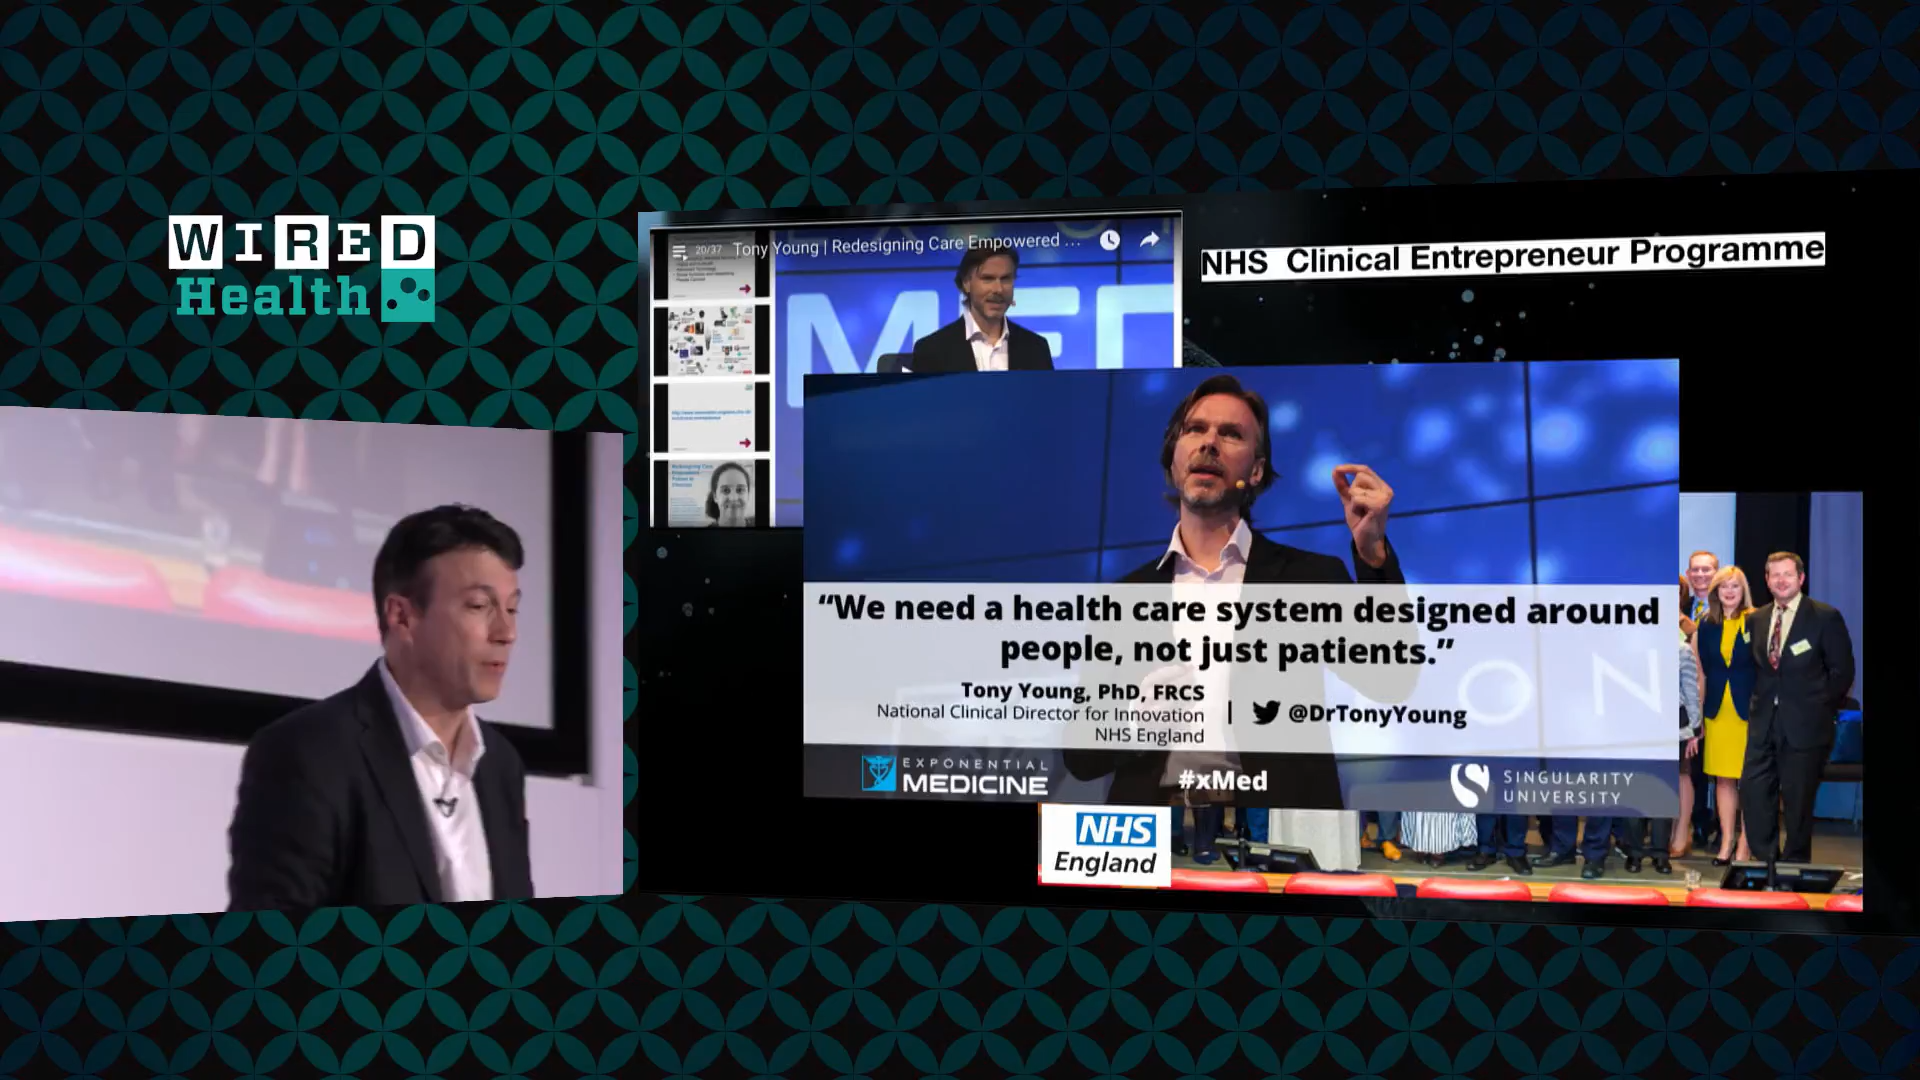 WIRED
Health
20/37 Tony Young | Redesigning Care Empowered ...
MED
NHS Clinical Entrepreneur Programme
“We need a health care system designed around
people, not just patients.”
Tony Young, PhD, FRCS
National Clinical Director for Innovation
NHS England
| @DrTonyYoung
O N
EXPONENTIAL
MEDICINE
#xMed
SINGULARITY
UNIVERSITY
NHS
England